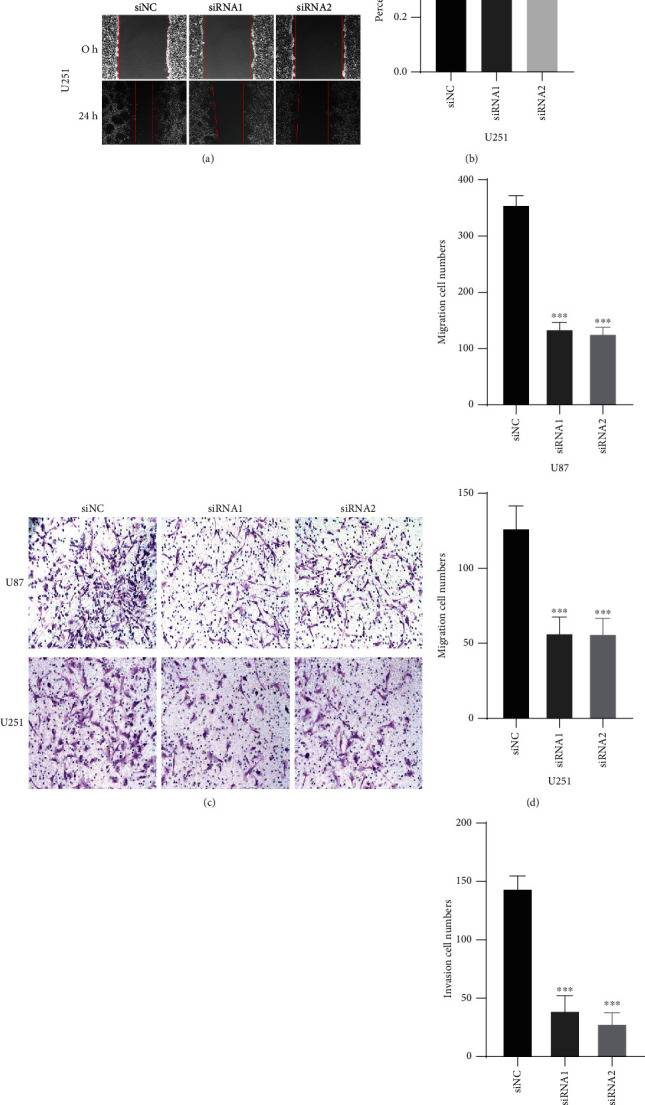 siNC siRNA1 siRNA2
O h
U251
24 h
(a)
0.2
0.0
siNC
siRNA1
siRNA2
U251
(b)
400
300
200
100
0
Migration cell numbers
***
***
siNC
siRNA1
siRNA2
U87
siNC siRNA1 siRNA2
U87
U251
(c)
150
100
50
0
Migration cell numbers
***
***
siNC
siRNA1
siRNA2
U251
(d)
200
150
100
50
0
Invasion cell numbers
***
***
siNC
siRNA1
siRNA2